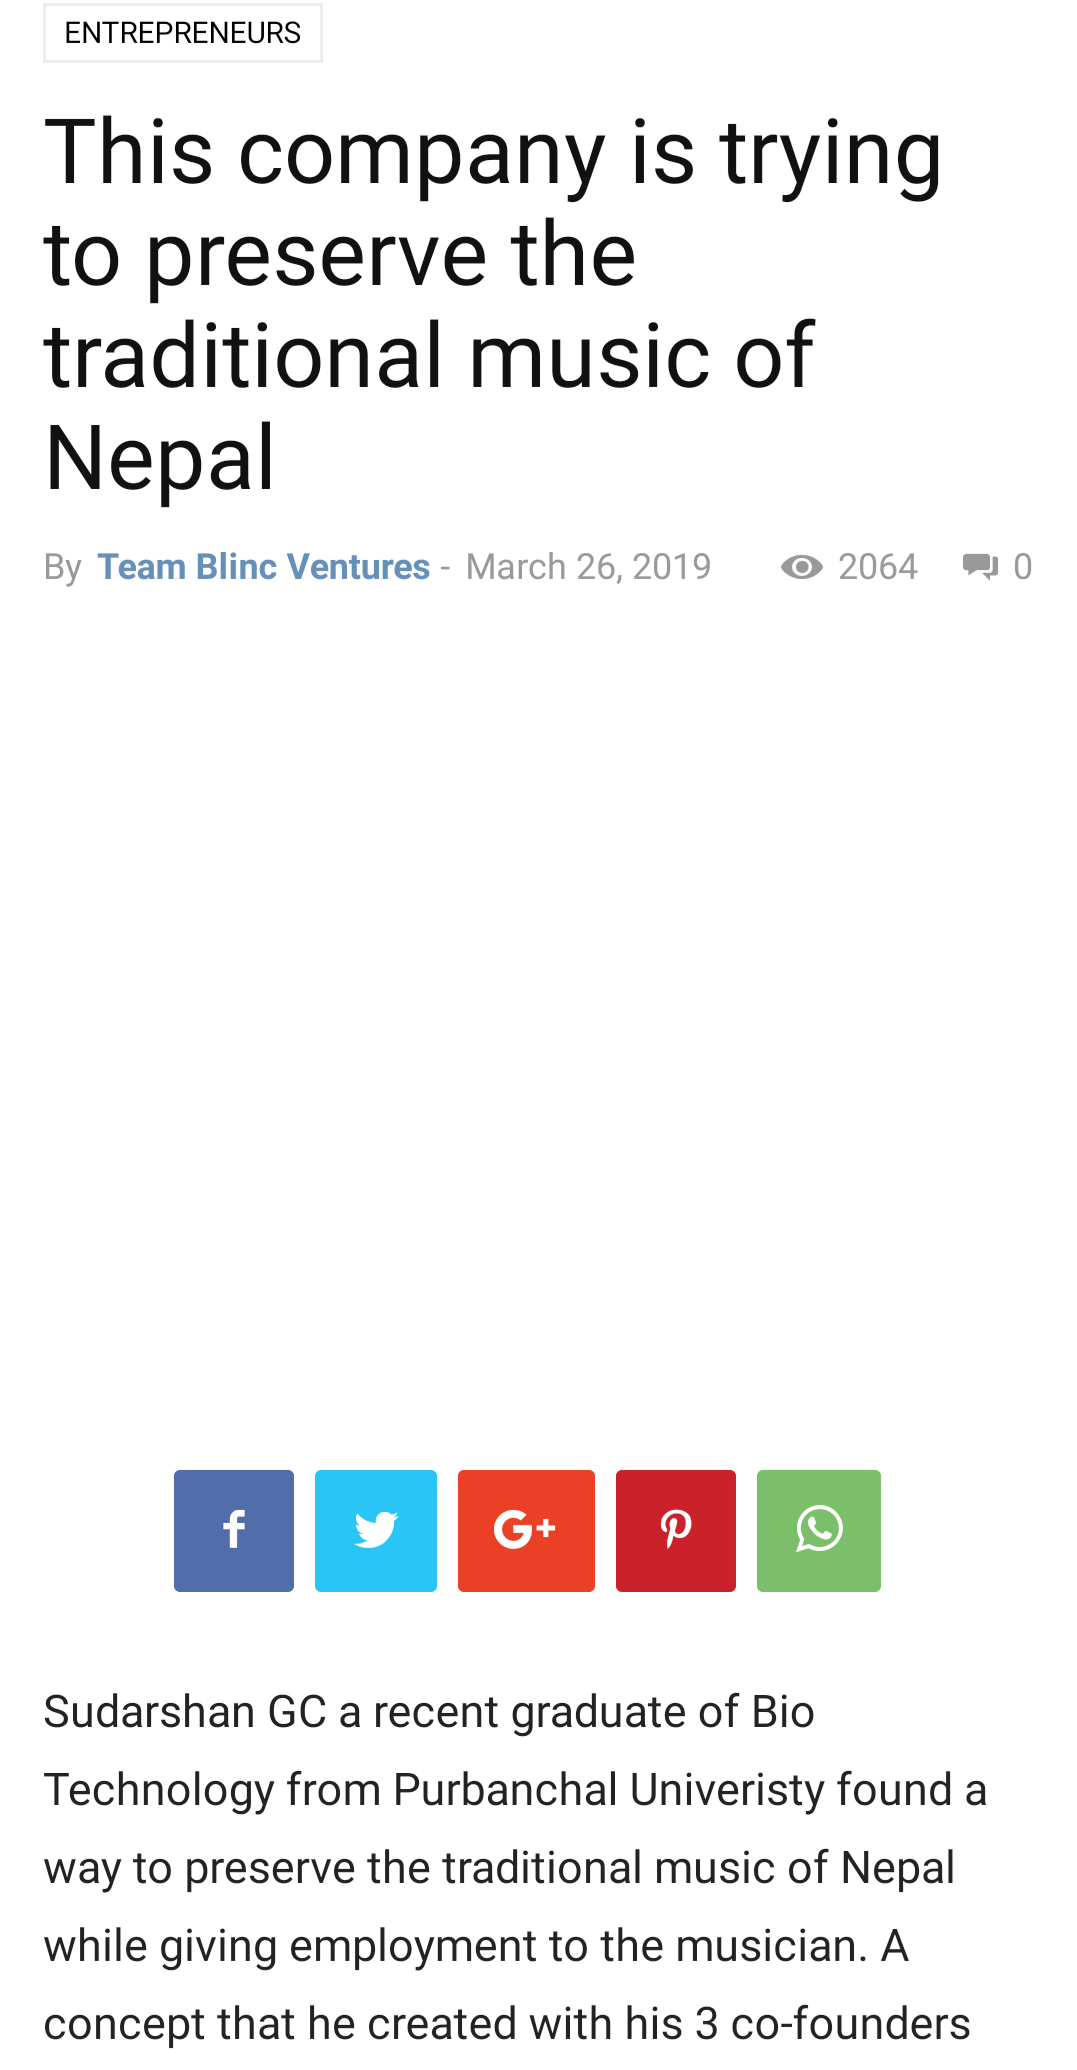 ENTREPRENEURS
This company is trying
to preserve the
traditional music of
Nepal
By Team Blinc Ventures - March 26, 2019 2064 0
f G+
Sudarshan GC a recent graduate of Bio
Technology from Purbanchal Univeristy found a
way to preserve the traditional music of Nepal
while giving employment to the musician. A
concept that he created with his 3 co-founders